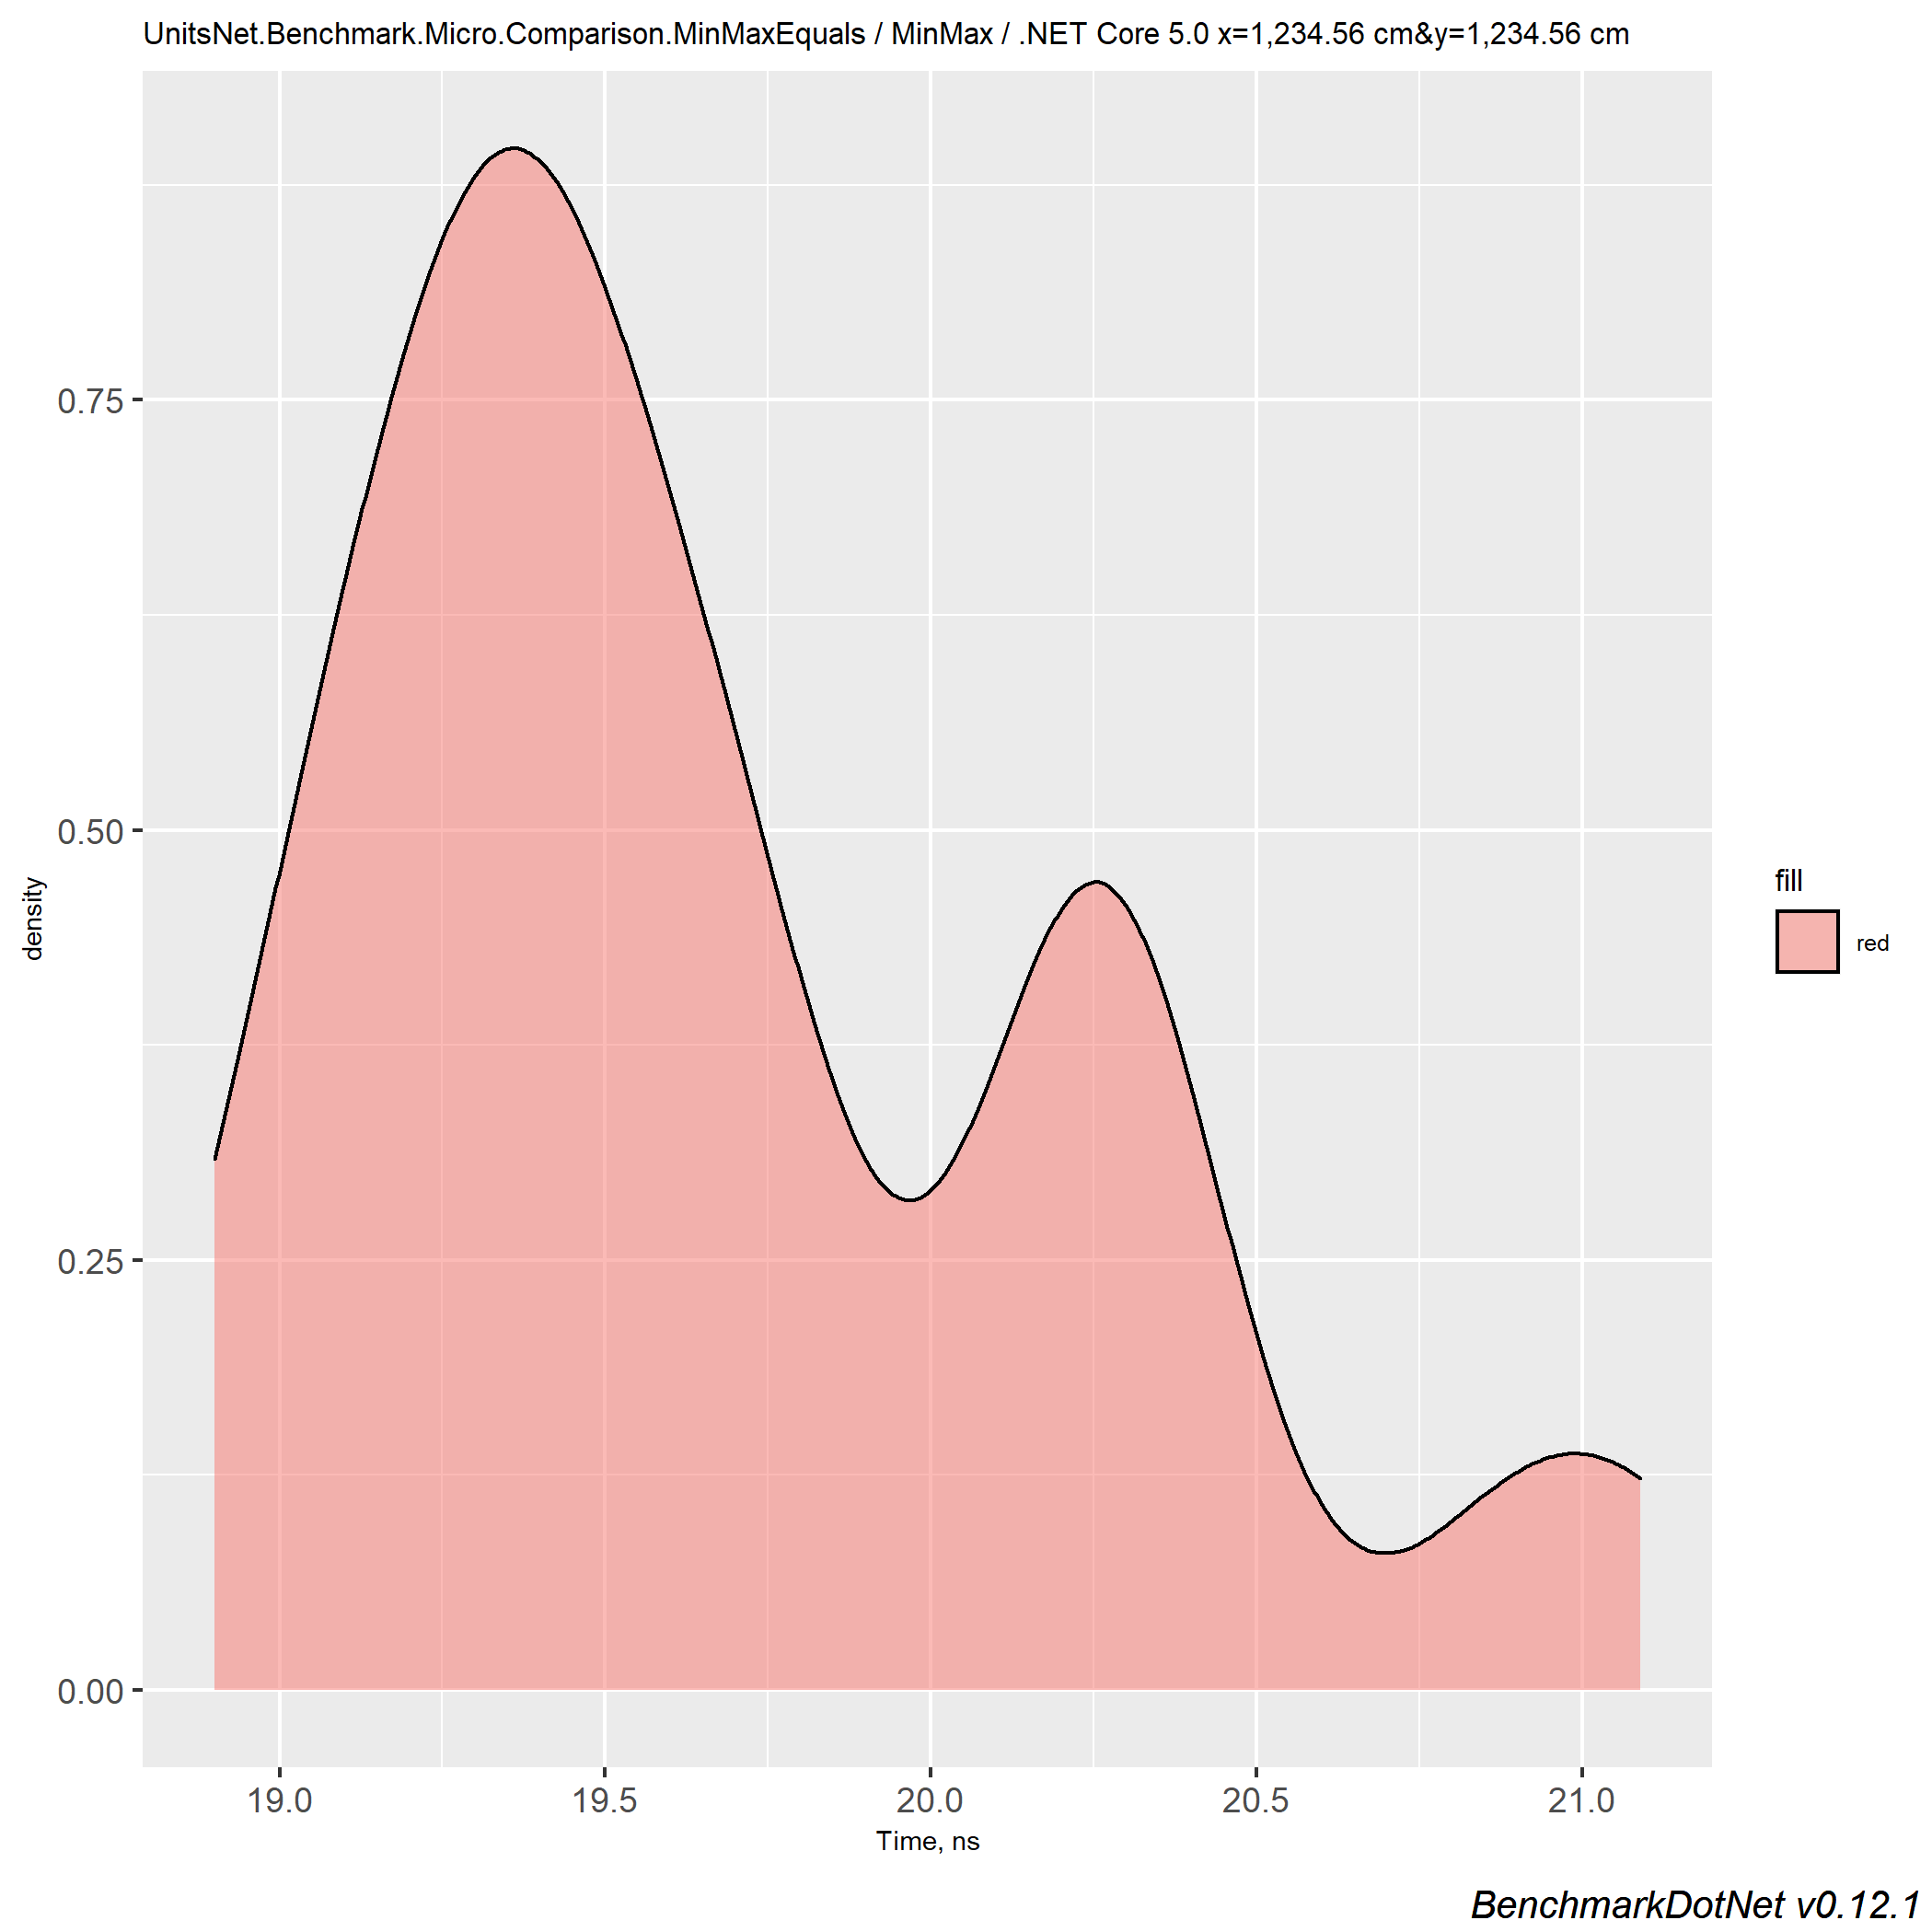 UnitsNet.Benchmark.Micro.Comparison.MinMaxEquals / MinMax / .NET Core 5.0 x=1,234.56 cm&y=1,234.56 cm
0.75
0.50
0.25
0.00
density
19.0 19.5 20.0 20.5 21.0
Time, ns
fill
red
BenchmarkDotNet v0.12.1